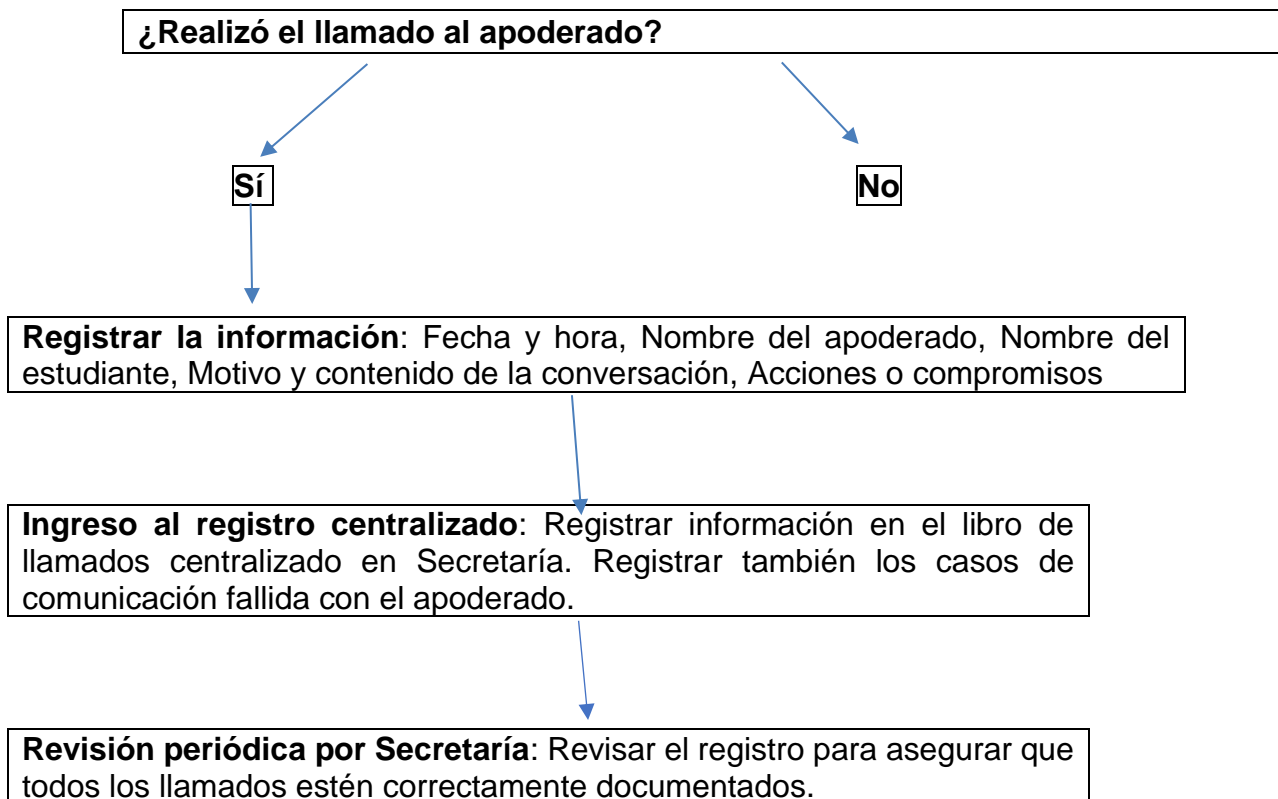 ¿Realizó el llamado al apoderado?
Sí
No
Registrar la información: Fecha y hora, Nombre del apoderado, Nombre del
estudiante, Motivo y contenido de la conversación, Acciones o compromisos
Ingreso al registro centralizado: Registrar información en el libro de
llamados centralizado en Secretaría. Registrar también los casos de
comunicación fallida con el apoderado.
Revisión periódica por Secretaría: Revisar el registro para asegurar que
todos los llamados estén correctamente documentados.